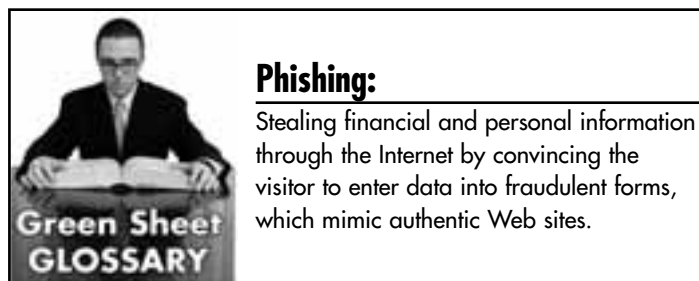 Green Sheet
GLOSSARY
Phishing:
Stealing financial and personal information
through the Internet by convincing the
visitor to enter data into fraudulent forms,
which mimic authentic Web sites.